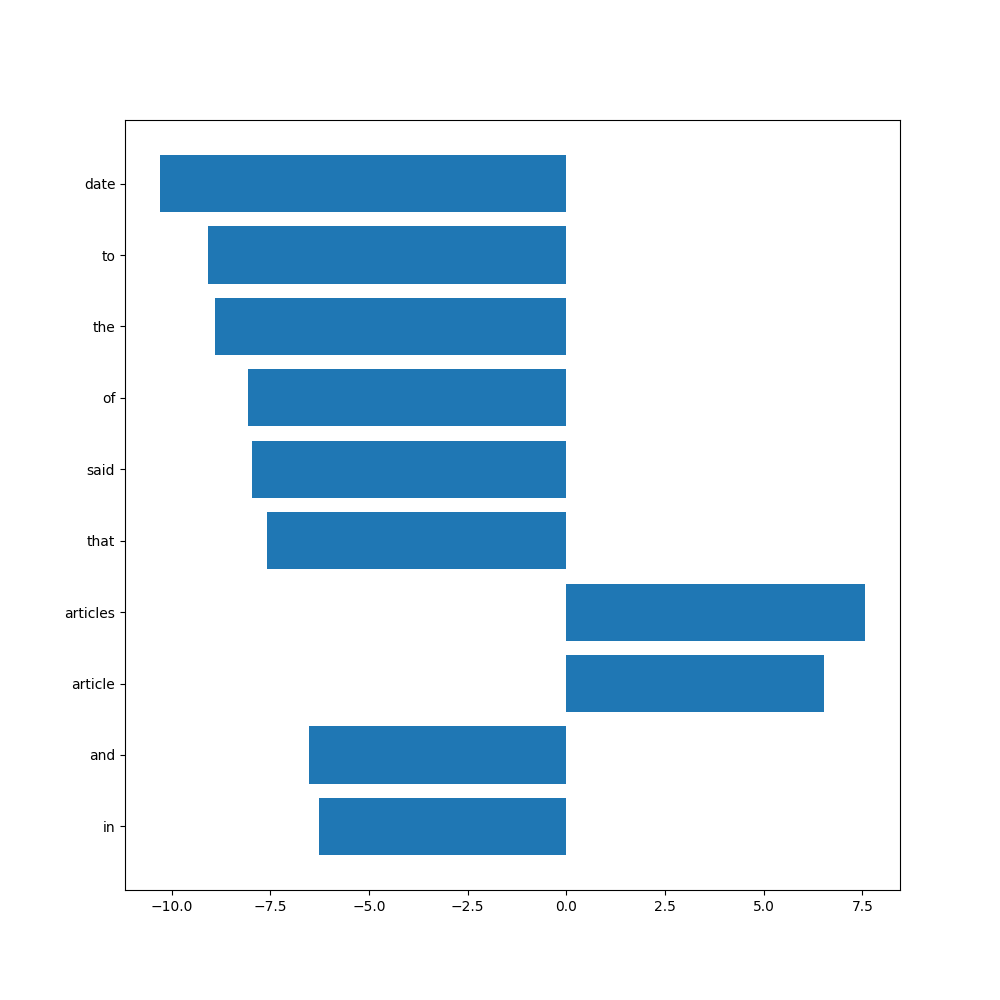 date
to
the
of
said
that
articles
article
and
in
−10.0 −7.5 −5.0 −2.5 0.0 2.5 5.0 7.5